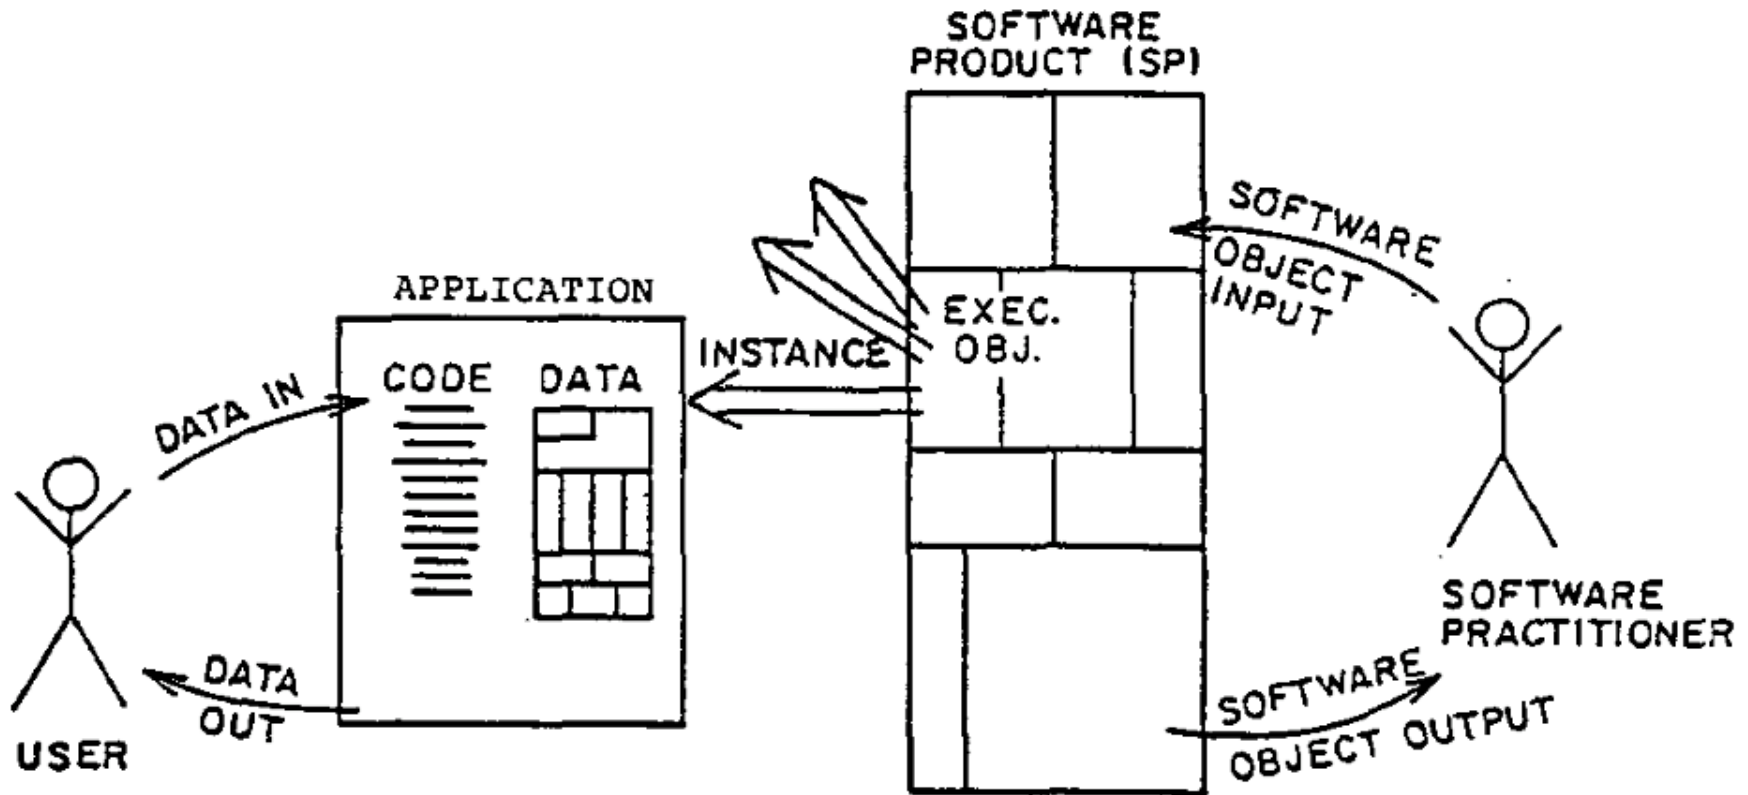 SOFTWARE
PRODUCT (SP)
SOFTWARE
OBJECT
INPUT
APPLICATION
EXEC.
OBJ.
INSTANCE
CODE
DATA
DATA IN
SOFTWARE
PRACTITIONER
DATA
OUT
SOFTWARE
OBJECT OUTPUT
USER